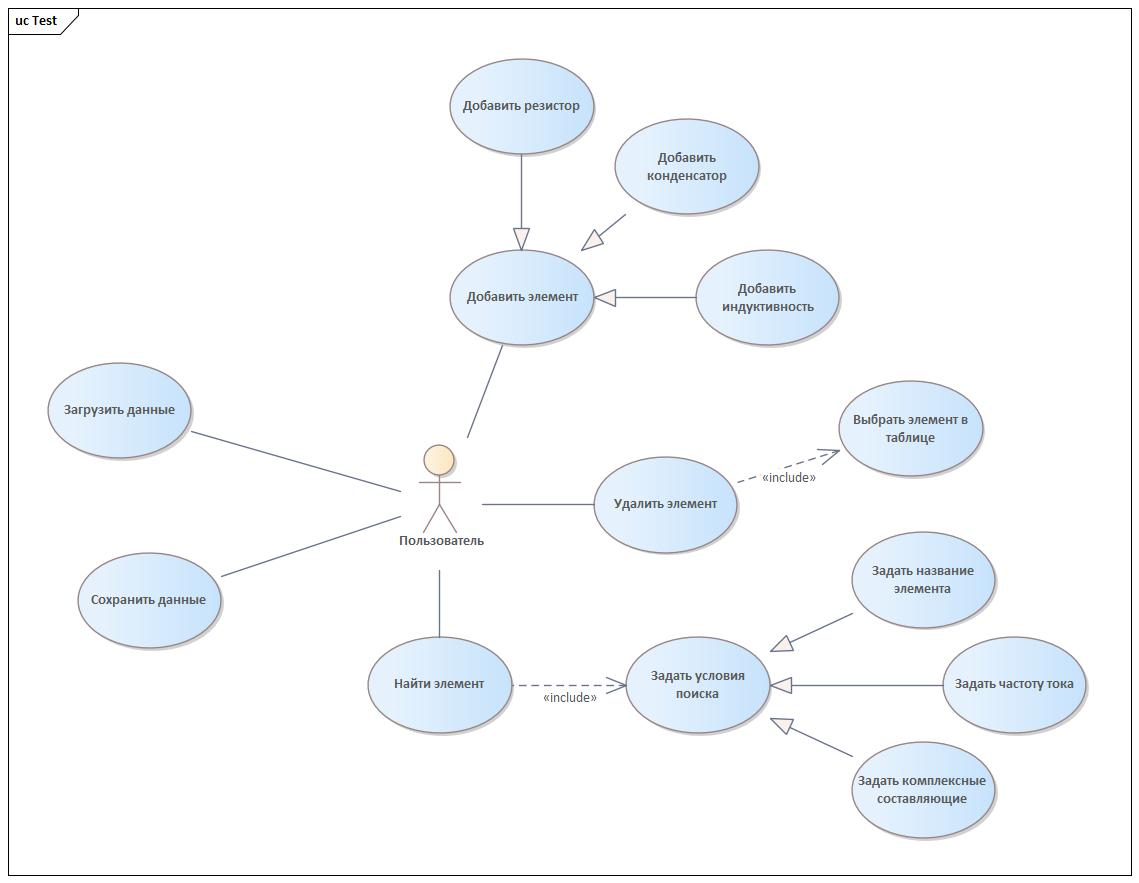 uc Test
Добавить резистор
Добавить
конденсатор
Добавить элемент
Добавить
индуктивность
Загрузить данные
Выбрать элемент в
таблице
«include»
Удалить элемент
Пользователь
Сохранить данные
Задать название
элемента
Найти элемент
«include»
Задать условия
поиска
Задать частоту тока
Задать комплексные
составляющие